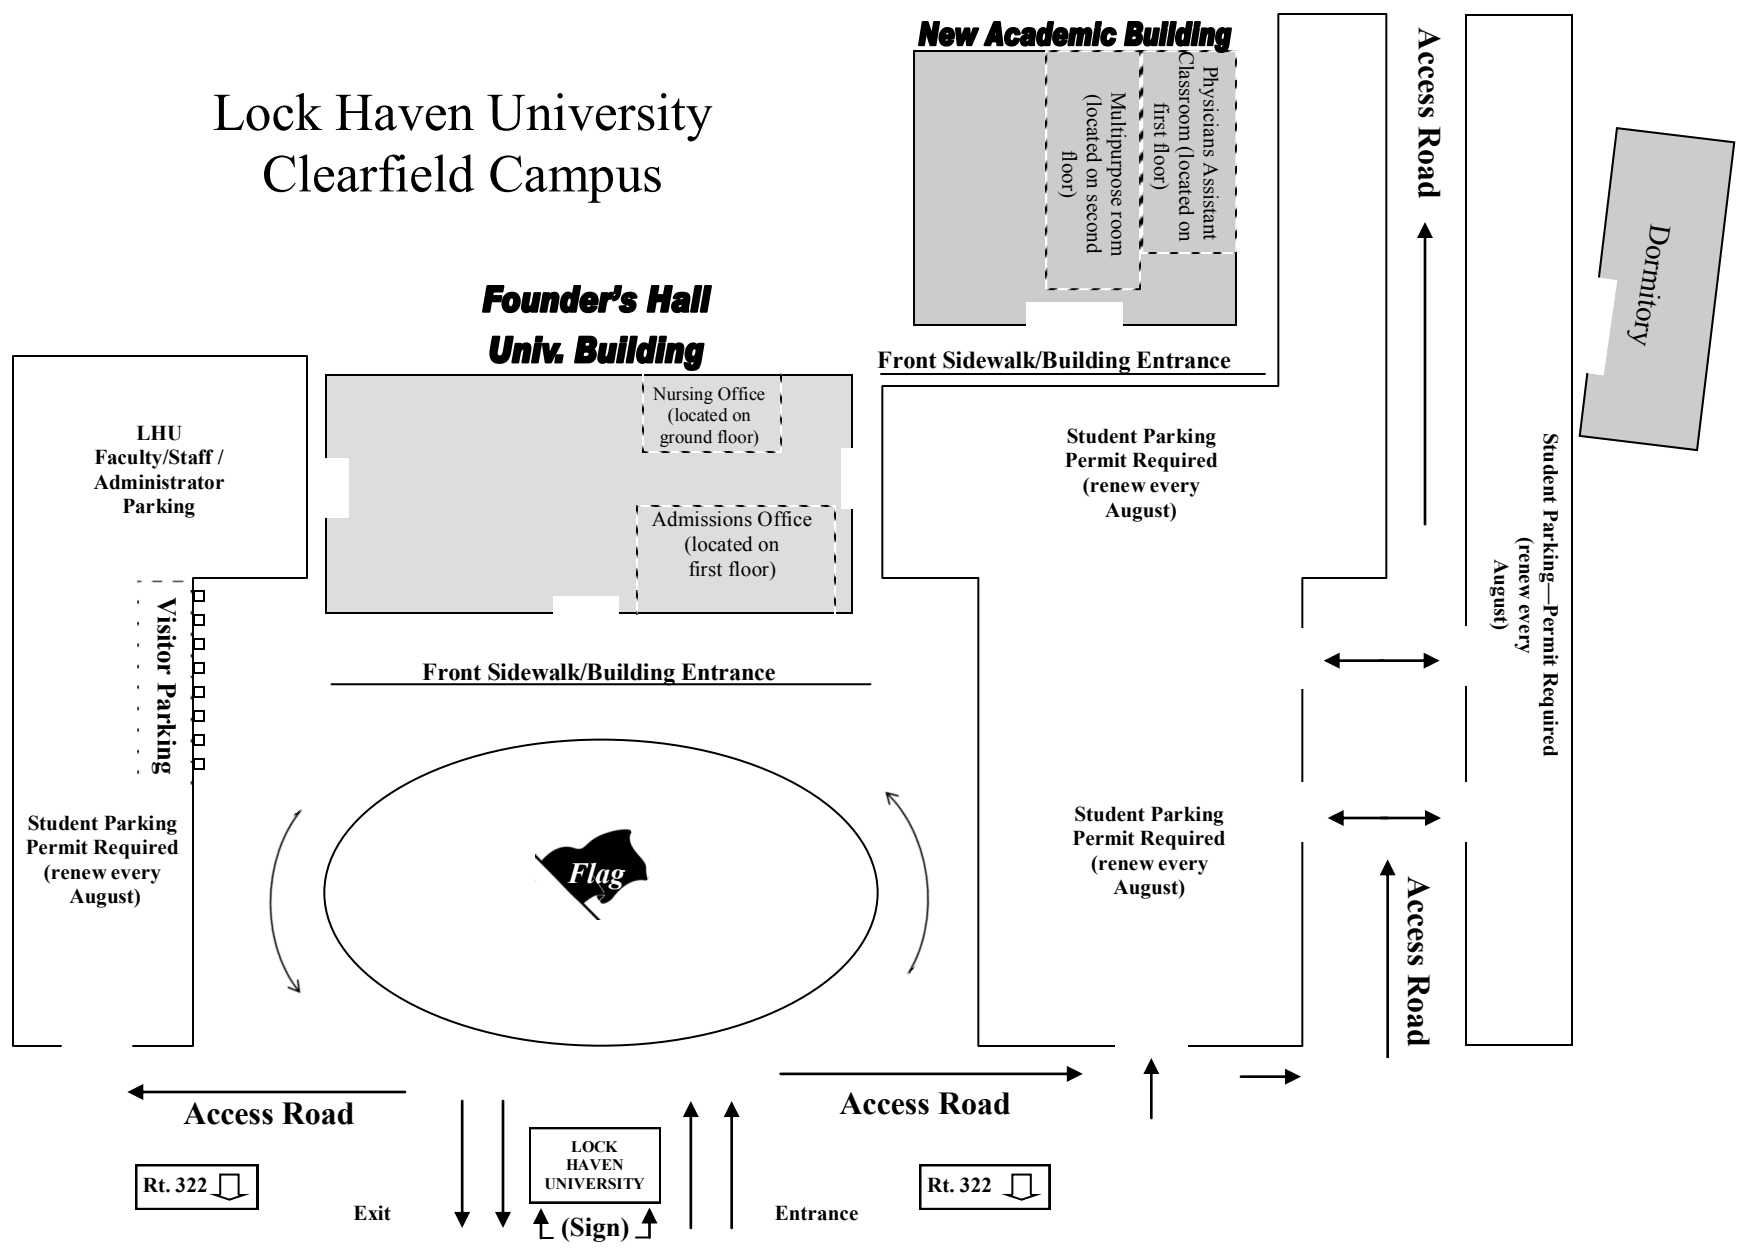 Lock Haven University
Clearfield Campus
New Academic Building
Physicians Assistant
Classroom (located on
first floor)
Multipurpose room
(located on second
floor)
Access Road
Dormitory
Founder's Hall
Univ. Building
Front Sidewalk/Building Entrance
Nursing Office
(located on
ground floor)
Admissions Office
(located on
first floor)
LHU
Faculty/Staff /
Administrator
Parking
Student Parking
Permit Required
(renew every
August)
Student Parking—Permit Required
(renew every
August)
Visitor Parking
Front Sidewalk/Building Entrance
Student Parking
Permit Required
(renew every
August)
Flag
Student Parking
Permit Required
(renew every
August)
Access Road
Access Road
Access Road
LOCK
HAVEN
UNIVERSITY
Rt. 322
Rt. 322
Exit
(Sign)
Entrance